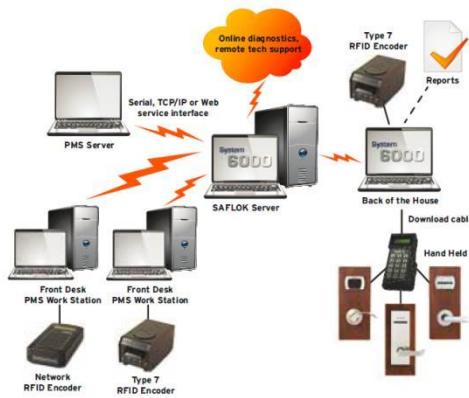 Online diagnostics,
remote tech support
Type 7
RFID Encoder
Reports
Serial, TCP/IP or Web
service interface
PMS Server
System
6000
SAFLOK Server
System
6000
Back of the House
Download cabl
Hand Held
Front Desk
PMS Work Station
Front Desk
PMS Work Station
Network
RFID Encoder
Type 7
RFID Encoder